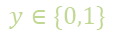 y ∈ {0,1}